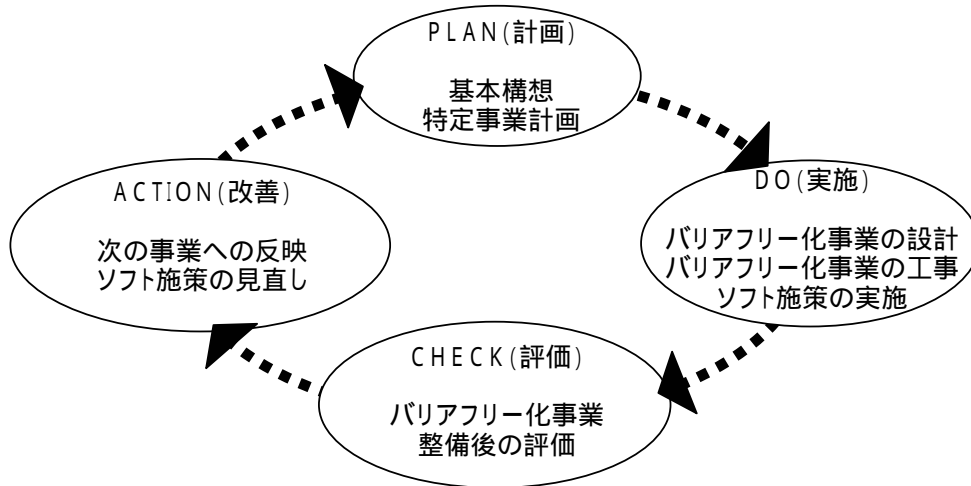 PLAN(計画)
基本構想
特定事業計画
DO(実施)
バリアフリー化事業の設計
バリアフリー化事業の工事
ソフト施策の実施
CHECK(評価)
バリアフリー化事業
整備後の評価
ACTION(改善)
次の事業への反映
ソフト施策の見直し